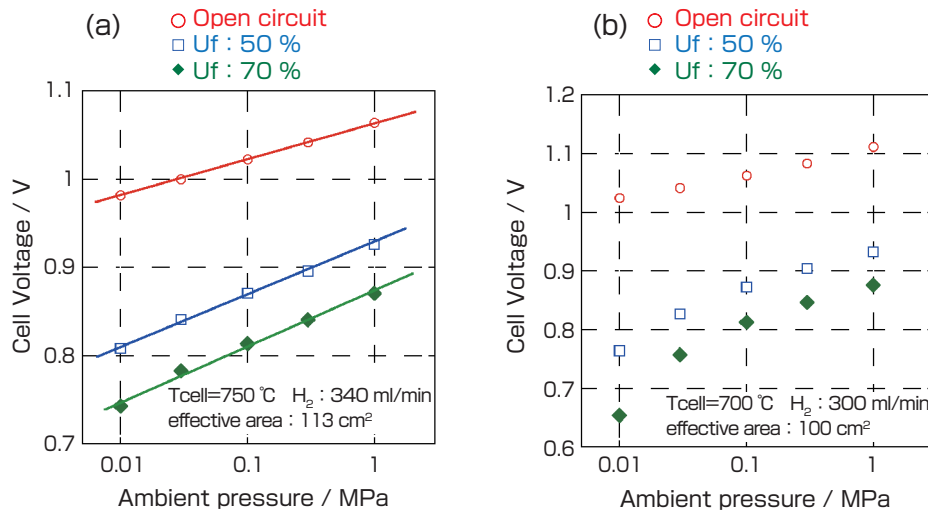 (a)
Open circuit
Uf : 50 %
Uf : 70 %
1.1
1
0.9
0.8
0.7
Cell Voltage / V
Tcell=750 ℃ H₂ : 340 ml/min
effective area : 113 cm²
0.01
0.1
1
Ambient pressure / MPa
(b)
Open circuit
Uf : 50 %
Uf : 70 %
1.2
1.1
1
0.9
0.8
0.7
0.6
Cell Voltage / V
Tcell=700 ℃ H₂ : 300 ml/min
effective area : 100 cm²
0.01
0.1
1
Ambient pressure / MPa